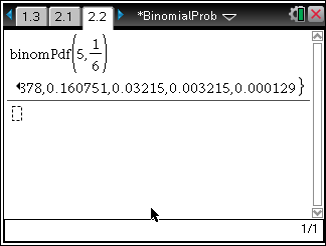 1.3 2.1 2.2 *BinomialProb
binomPdf(5,1/6)
378,0.160751,0.03215,0.003215,0.000129}
1/1